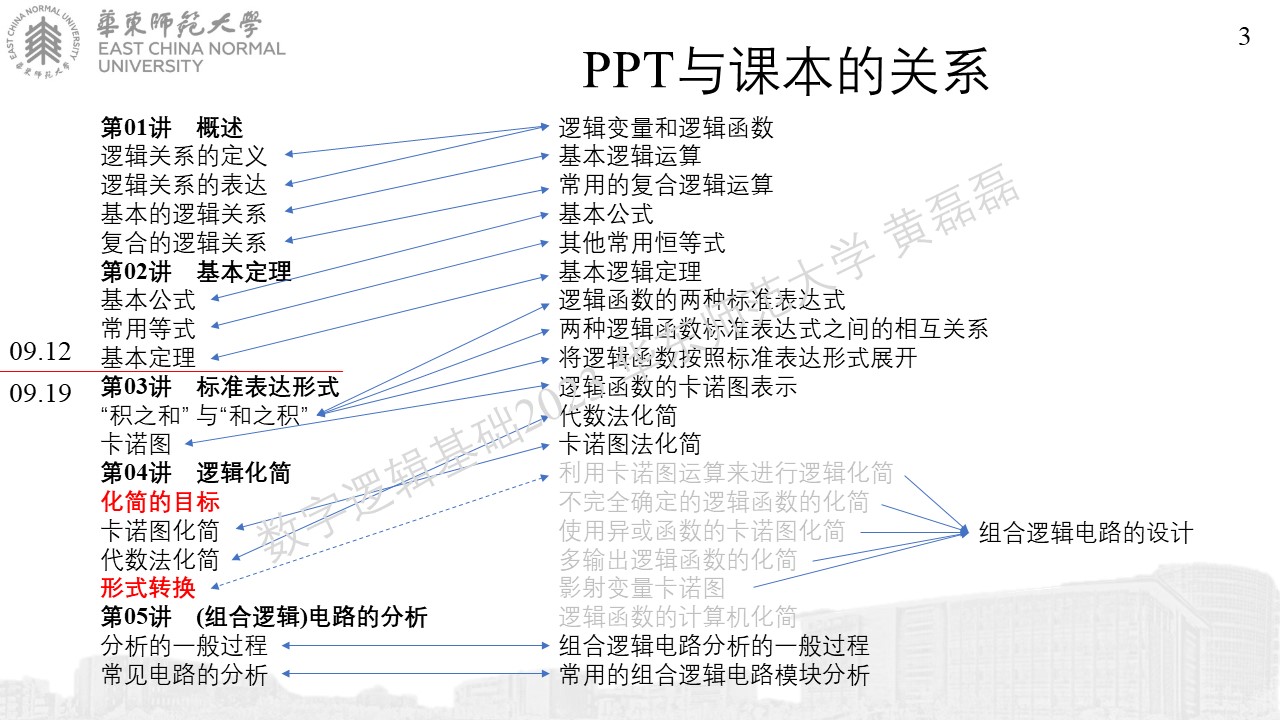 華東師範大學
EAST CHINA NORMAL
UNIVERSITY
EAST CHINA NORMAL UNIVERSITY
華東师范大学
3
PPT与课本的关系
第01讲 概述
逻辑关系的定义
逻辑关系的表达
基本的逻辑关系
复合的逻辑关系
第02讲 基本定理
基本公式
常用等式
基本定理
09.12
09.19
第03讲 标准表达形式
“积之和” 与“和之积”
卡诺图
第04讲 逻辑化简
化简的目标
卡诺图化简
代数法化简
形式转换
第05讲 (组合逻辑)电路的分析
分析的一般过程
常见电路的分析
逻辑变量和逻辑函数
基本逻辑运算
常用的复合逻辑运算
基本公式
其他常用恒等式
基本逻辑定理
逻辑函数的两种标准表达式
两种逻辑函数标准表达式之间的相互关系
将逻辑函数按照标准表达形式展开
逻辑函数的卡诺图表示
代数法化简
卡诺图法化简
利用卡诺图运算来进行逻辑化简
不完全确定的逻辑函数的化简
使用异或函数的卡诺图化简
多输出逻辑函数的化简
影射变量卡诺图
逻辑函数的计算机化简
组合逻辑电路分析的一般过程
常用的组合逻辑电路模块分析
组合逻辑电路的设计
数字逻辑基础2023 华东师范大学 黄磊磊